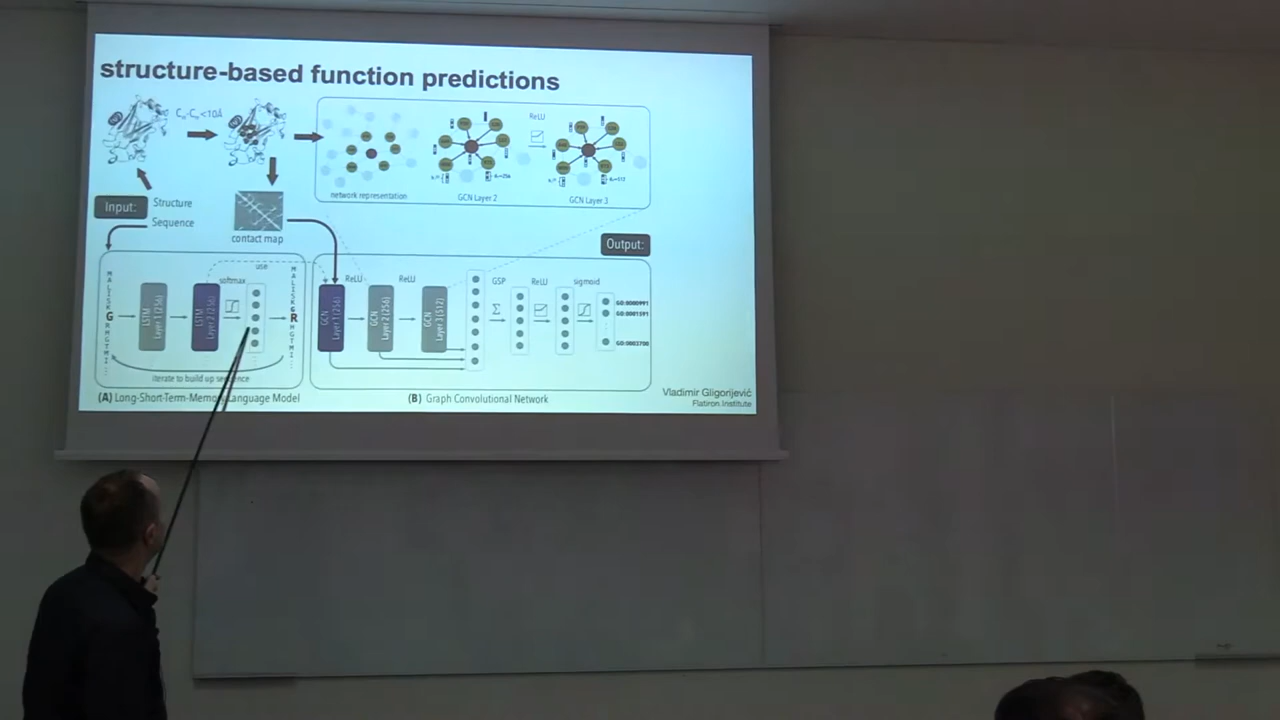 structure-based function predictions
Cα-Cα<10Å
ReLU
network representation
GCN Layer 2
GCN Layer 3
Input:
Structure
Sequence
contact map
Output:
use
softmax
ReLU
ReLU
GSP
ReLU
sigmoid
G
LSTM
Layer 1 (256)
LSTM
Layer 2 (256)
R
GCN
Layer 1 (256)
GCN
Layer 2 (256)
GCN
Layer 3 (512)
Σ
GO:0000991
GO:0001591
GO:0003700
iterate to build up sequence
(A) Long-Short-Term-Memory Language Model
(B) Graph Convolutional Network
Vladimir Gligorijević
Flatiron Institute